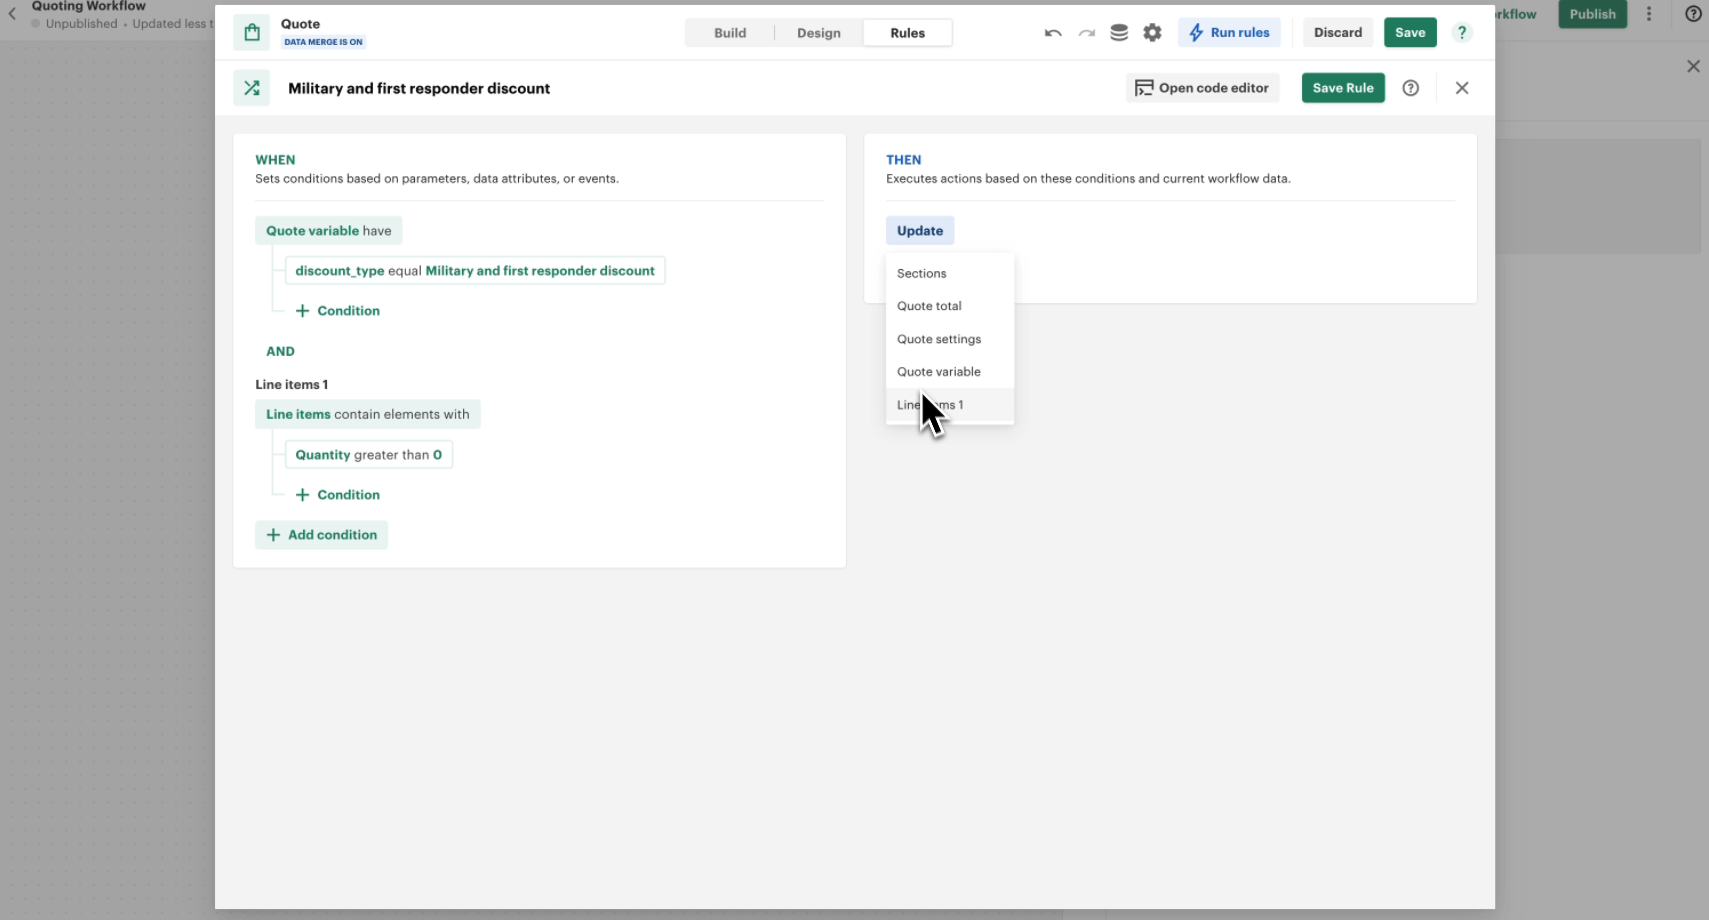 Quoting Workflow
Unpublished • Updated less t
Quote
DATA MERGE IS ON
Build
Design
Rules
Run rules
Discard
Save
?
rkflow
Publish
?
Military and first responder discount
Open code editor
Save Rule
?
WHEN
Sets conditions based on parameters, data attributes, or events.
Quote variable have
discount_type equal Military and first responder discount
+ Condition
AND
Line items 1
Line items contain elements with
Quantity greater than 0
+ Condition
+ Add condition
THEN
Executes actions based on these conditions and current workflow data.
Update
Sections
Quote total
Quote settings
Quote variable
Line items 1